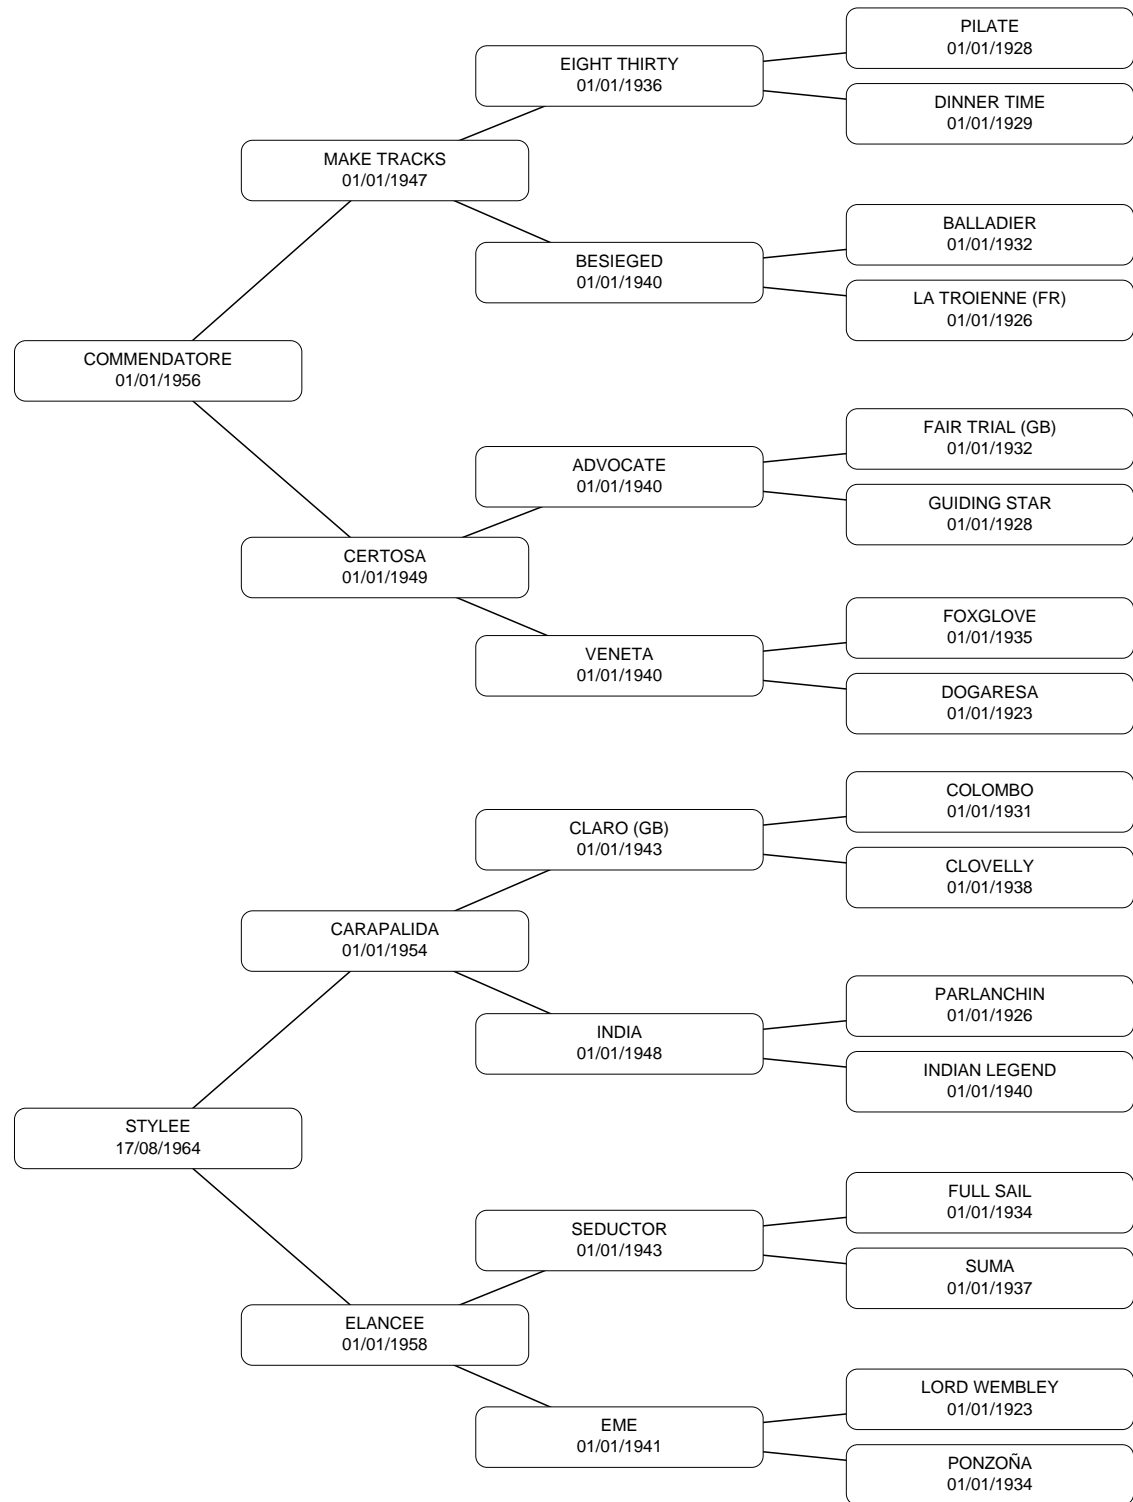 PILATE
01/01/1928
EIGHT THIRTY
01/01/1936
DINNER TIME
01/01/1929
MAKE TRACKS
01/01/1947
BALLADIER
01/01/1932
BESIEGED
01/01/1940
LA TROIENNE (FR)
01/01/1926
COMMENDATORE
01/01/1956
FAIR TRIAL (GB)
01/01/1932
ADVOCATE
01/01/1940
GUIDING STAR
01/01/1928
CERTOSA
01/01/1949
FOXGLOVE
01/01/1935
VENETA
01/01/1940
DOGARESA
01/01/1923
COLOMBO
01/01/1931
CLARO (GB)
01/01/1943
CLOVELLY
01/01/1938
CARAPALIDA
01/01/1954
PARLANCHIN
01/01/1926
INDIA
01/01/1948
INDIAN LEGEND
01/01/1940
STYLEE
17/08/1964
FULL SAIL
01/01/1934
SEDUCTOR
01/01/1943
SUMA
01/01/1937
ELANCEE
01/01/1958
LORD WEMBLEY
01/01/1923
EME
01/01/1941
PONZOÑA
01/01/1934